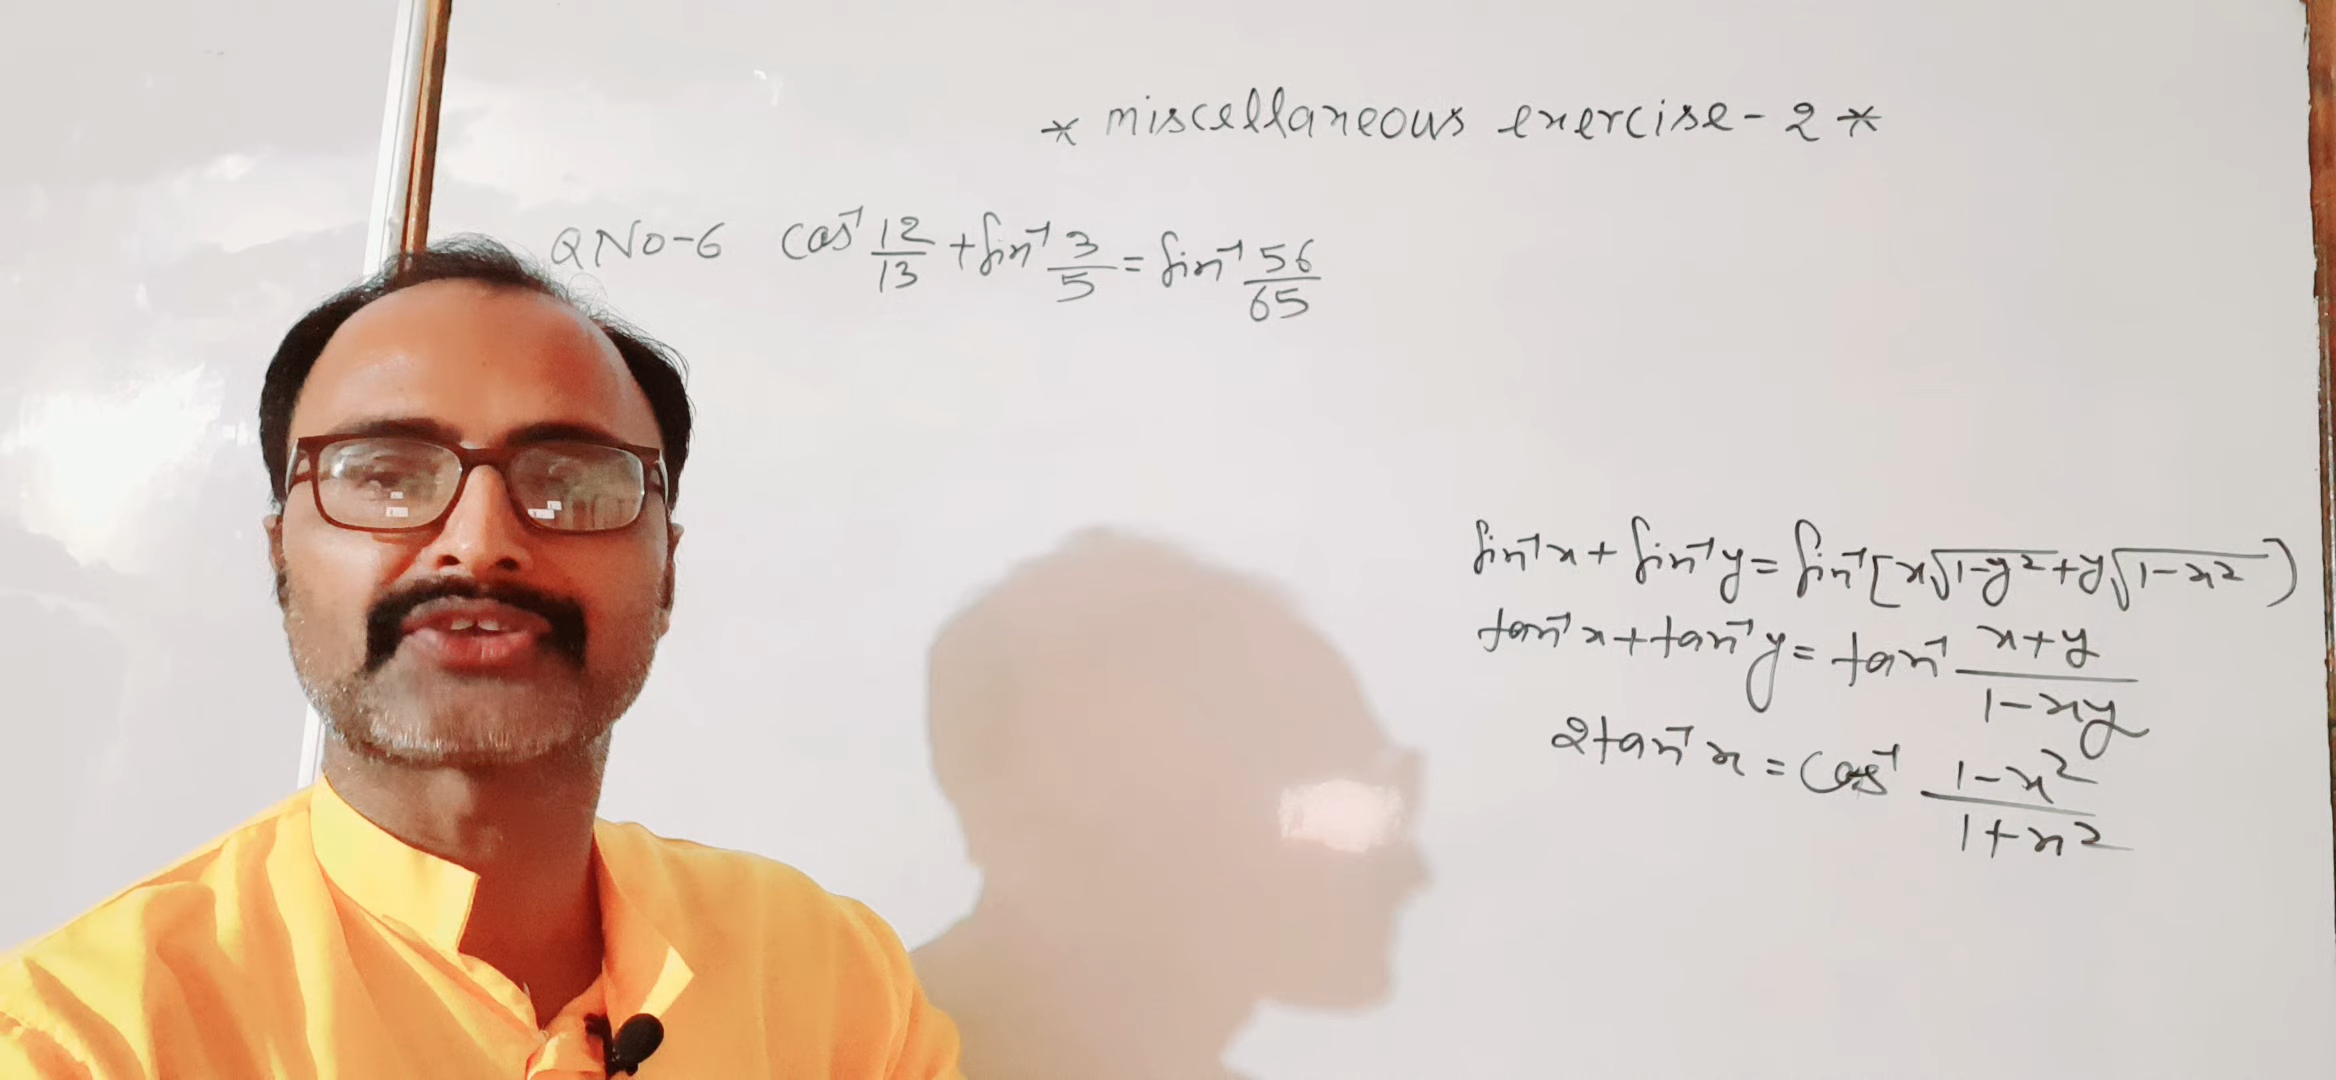 * miscellaneous exercise - 2 *
QNO-6 cos⁻¹ 12/13 + sin⁻¹ 3/5 = sin⁻¹ 56/65
sin⁻¹x + sin⁻¹y = sin⁻¹[x√1-y² + y√1-x²)
tan⁻¹x + tan⁻¹y = tan⁻¹ x+y/1-xy
2tan⁻¹x = cos⁻¹ 1-x²/1+x²